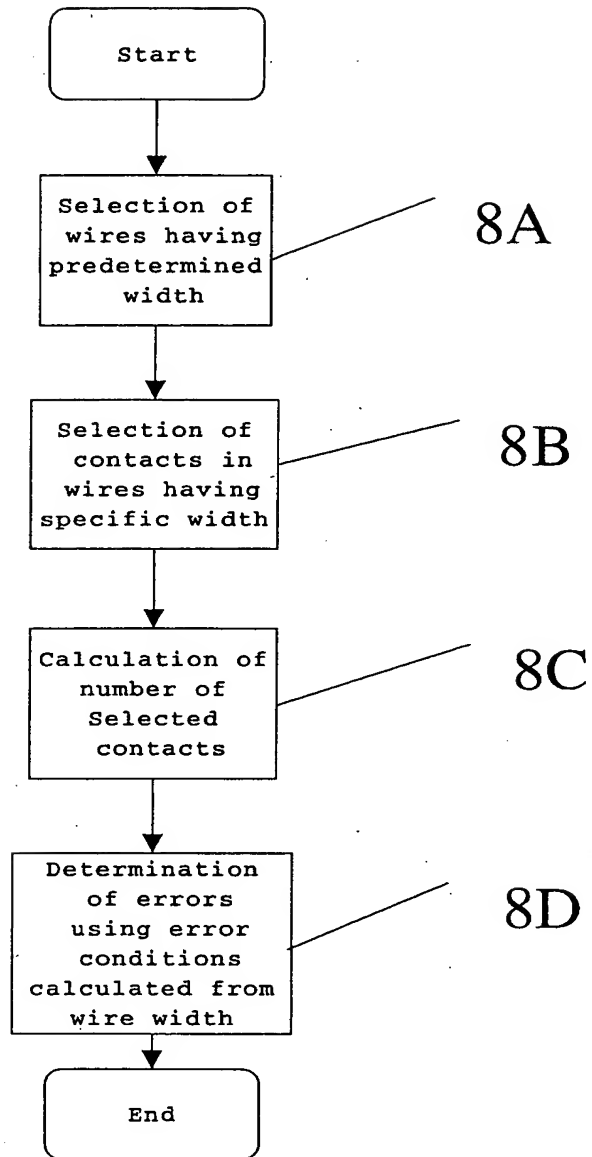 Start
Selection of
wires having
predetermined
width
8A
Selection of
contacts in
wires having
specific width
8B
Calculation of
number of
Selected
contacts
8C
Determination
of errors
using error
conditions
calculated from
wire width
8D
End